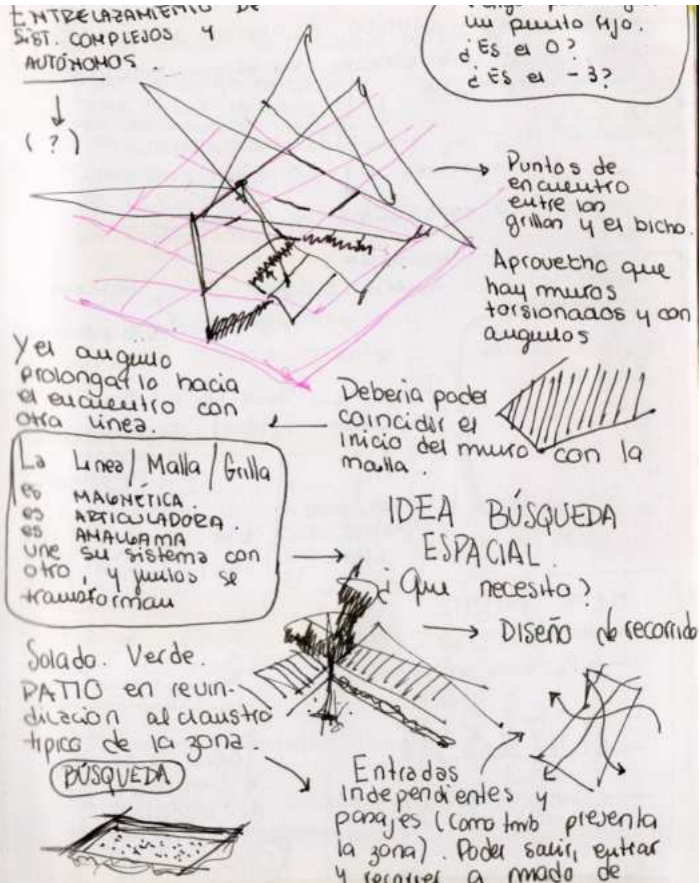 ENTRELAZAMIENTO DE
SIST. COMPLEJOS Y
AUTÓNOMOS.
(?)
un punto fijo.
¿Es el 0?
¿Es el -3?
Puntos de
encuentro
entre las
grillas y el bicho.
Aprovecho que
hay muros
torsionados y con
angulos
Y el angulo
prolongarlo hacia
el encuentro con
otra linea.
Deberia poder
coincidir el
inicio del muro con la
malla.
La Linea / Malla / Grilla
es MAGNÉTICA.
es ARTICULADORA.
es AMALGAMA
une su sistema con
otro, y juntos se
transforman
IDEA BÚSQUEDA
ESPACIAL.
¿Que necesito?
DISEÑO de recorrido
Solado. Verde.
PATIO en reivin-
dicación al claustro
tipico de la zona.
BÚSQUEDA
Entradas
independientes y
pasajes (como tmb presenta
la zona). Poder salir, entrar
y recorrer a modo de